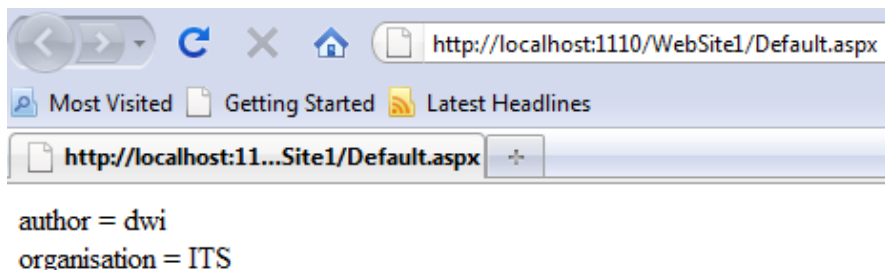 http://localhost:1110/WebSite1/Default.aspx
Most Visited Getting Started Latest Headlines
http://localhost:11...Site1/Default.aspx
author = dwi
organisation = ITS